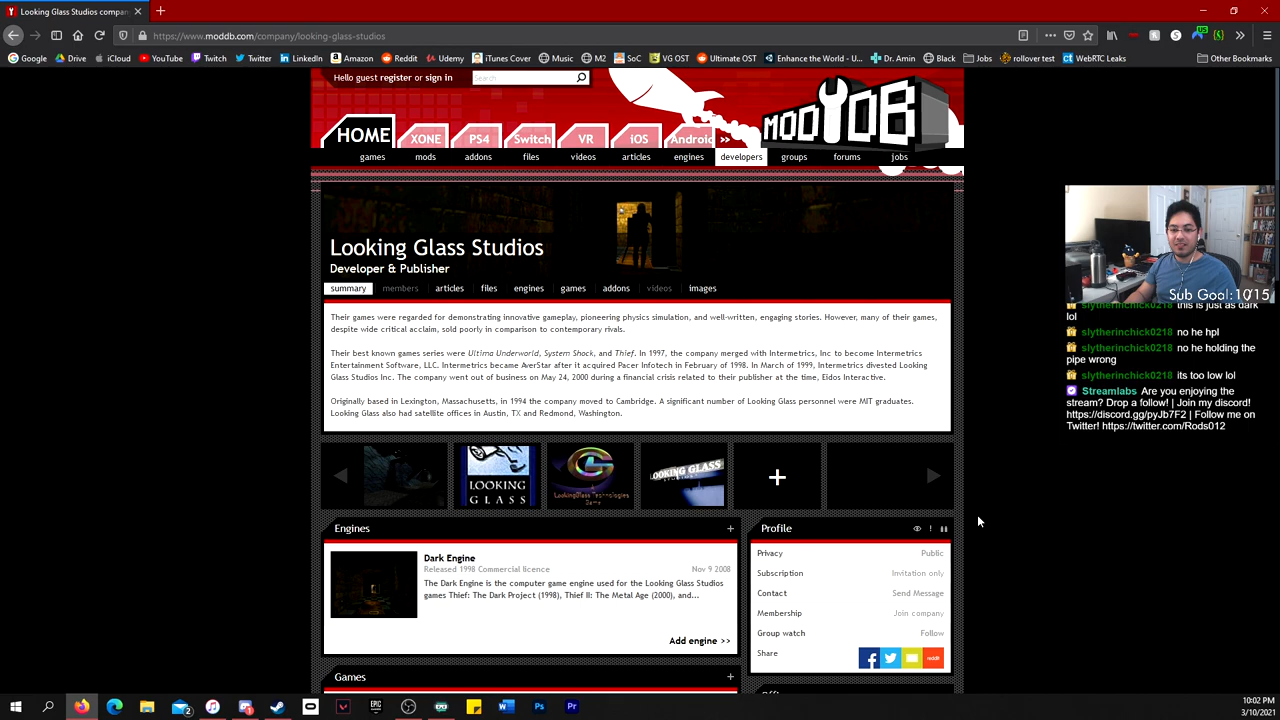 Looking Glass Studios compan
https://www.moddb.com/company/looking-glass-studios
Google Drive iCloud YouTube Twitch Twitter LinkedIn Amazon Reddit Udemy iTunes Cover Music M2 SoC VG OST Ultimate OST Enhance the World - U... Dr. Amin Black Jobs rollover test WebRTC Leaks Other Bookmarks
Hello guest register or sign in
Search
MOD DB
HOME XONE PS4 Switch VR iOS Android »
games mods addons files videos articles engines developers groups forums jobs
Looking Glass Studios
Developer & Publisher
summary members articles files engines games addons videos images
Their games were regarded for demonstrating innovative gameplay, pioneering physics simulation, and well-written, engaging stories. However, many of their games,
despite wide critical acclaim, sold poorly in comparison to contemporary rivals.
Their best known games series were Ultima Underworld, System Shock, and Thief. In 1997, the company merged with Intermetrics, Inc to become Intermetrics
Entertainment Software, LLC. Intermetrics became AverStar after it acquired Pacer Infotech in February of 1998. In March of 1999, Intermetrics divested Looking
Glass Studios Inc. The company went out of business on May 24, 2000 during a financial crisis related to their publisher at the time, Eidos Interactive.
Originally based in Lexington, Massachusetts, in 1994 the company moved to Cambridge. A significant number of Looking Glass personnel were MIT graduates.
Looking Glass also had satellite offices in Austin, TX and Redmond, Washington.
LOOKING
GLASS
A
LookingGlass Technologies
Game
LOOKING GLASS
+
Engines +
Dark Engine
Released 1998 Commercial licence Nov 9 2008
The Dark Engine is the computer game engine used for the Looking Glass Studios
games Thief: The Dark Project (1998), Thief II: The Metal Age (2000), and...
Add engine >>
Games +
Profile
Privacy Public
Subscription Invitation only
Contact Send Message
Membership Join company
Group watch Follow
Share
reddit
Sub Goal: 10/15
slytherinchick0218 this is just as dark
lol
slytherinchick0218 no he hpl
slytherinchick0218 no he holding the
pipe wrong
slytherinchick0218 its too low lol
Streamlabs Are you enjoying the
stream? Drop a follow! | Join my discord!
https://discord.gg/pyJb7F2 | Follow me on
Twitter! https://twitter.com/Rods012
10:02 PM
3/10/2021